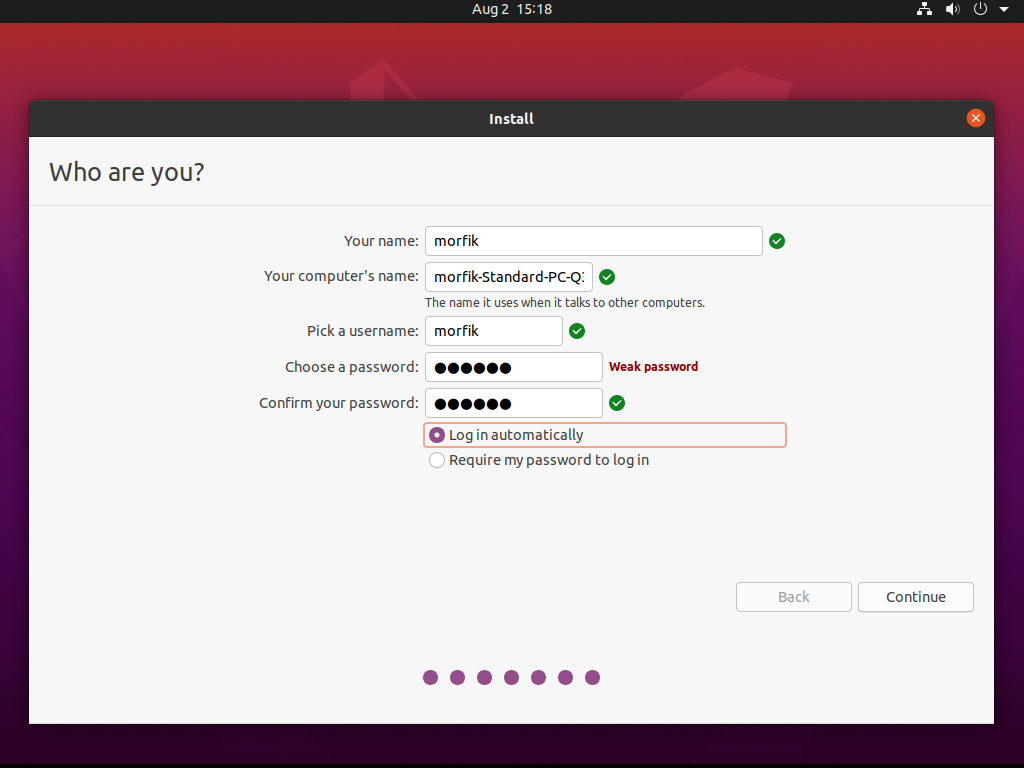 Aug 2 15:18
Install
Who are you?
Your name: morfik
Your computer's name: morfik-Standard-PC-Q3
The name it uses when it talks to other computers.
Pick a username: morfik
Choose a password: ●●●●●● Weak password
Confirm your password: ●●●●●●
Log in automatically
Require my password to log in
Back Continue